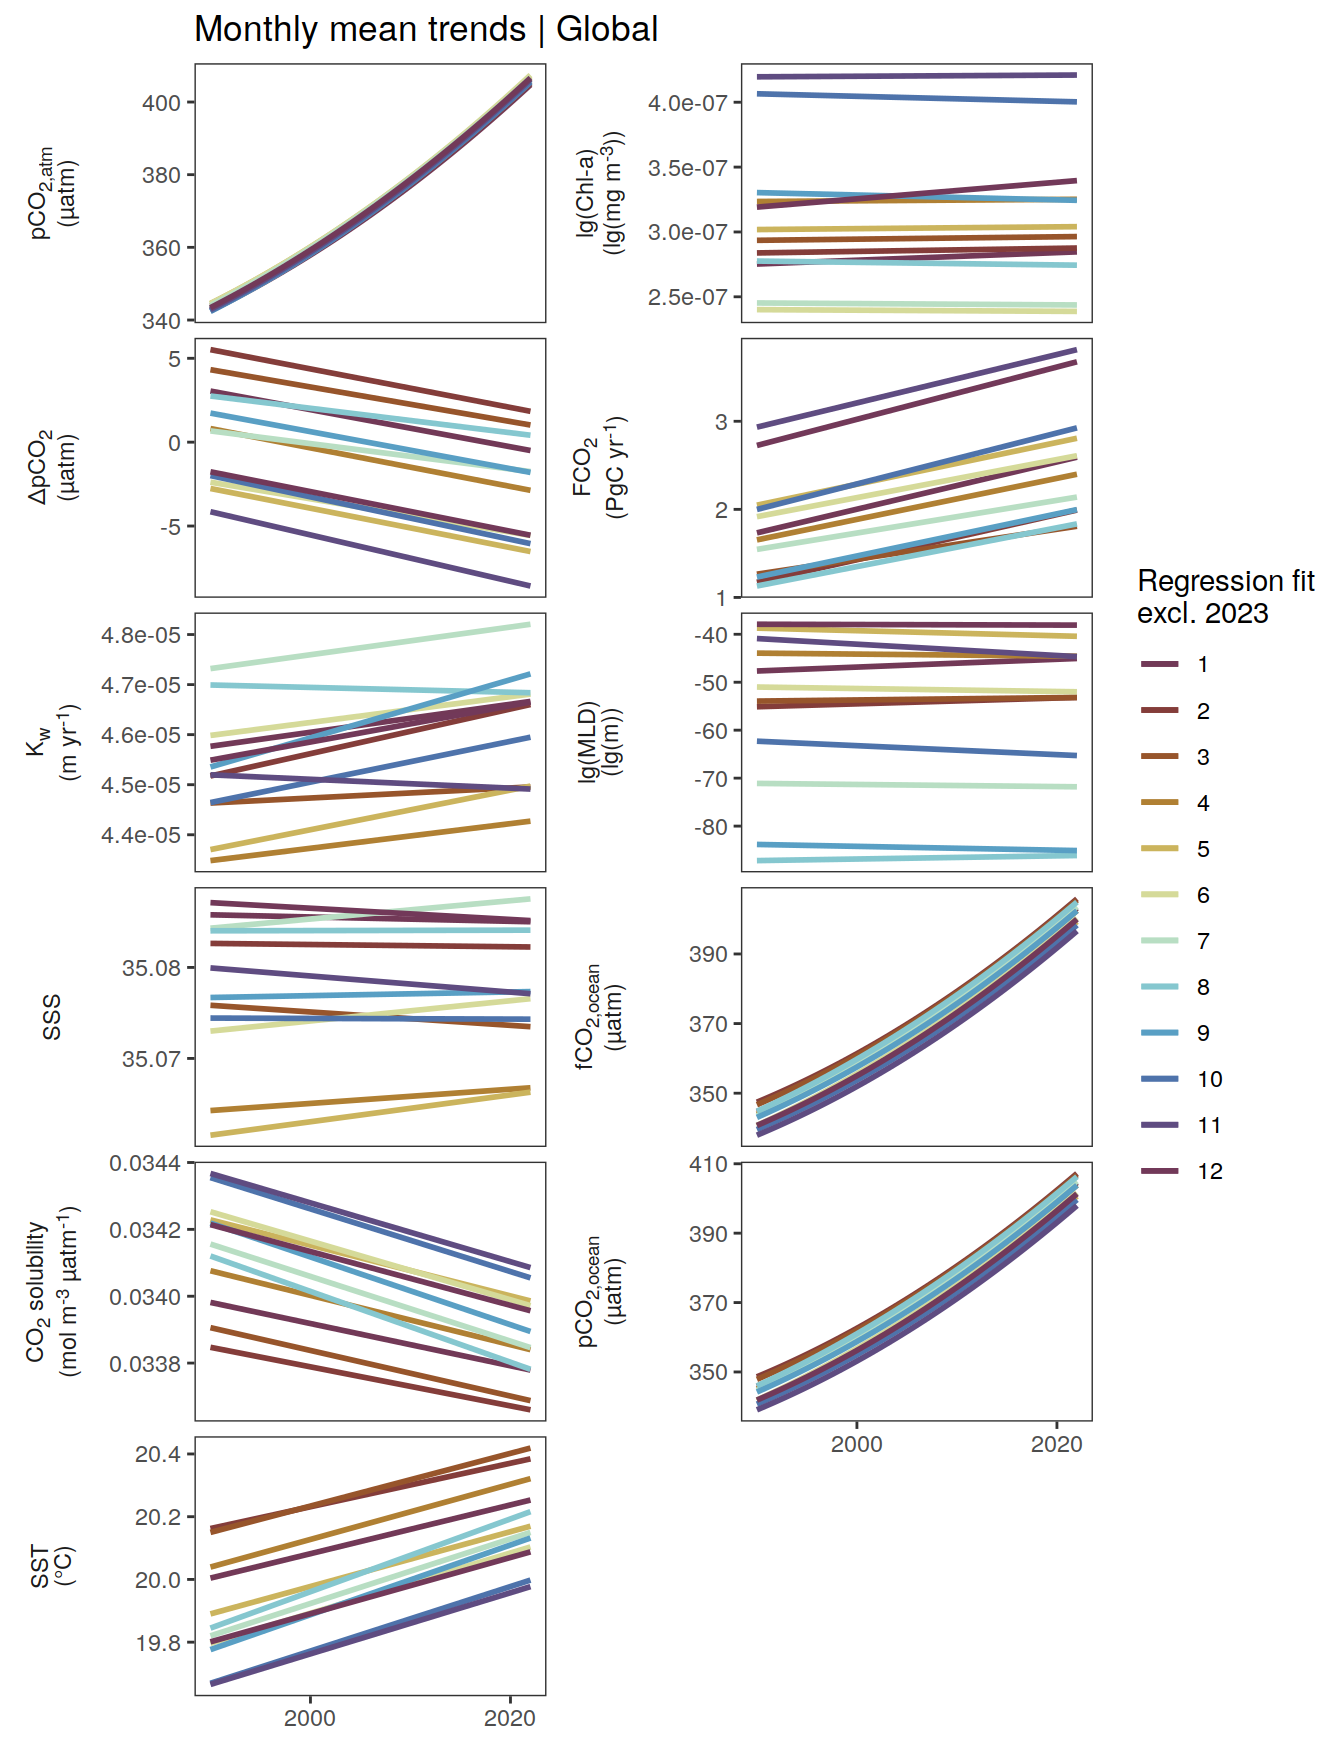 Monthly mean trends | Global
pCO2,atm
(µatm)
400
380
360
340
lg(Chl-a)
(lg(mg m-3))
4.0e-07
3.5e-07
3.0e-07
2.5e-07
ΔpCO2
(µatm)
5
0
-5
FCO2
(PgC yr-1)
3
2
1
Kw
(m yr-1)
4.8e-05
4.7e-05
4.6e-05
4.5e-05
4.4e-05
lg(MLD)
(lg(m))
-40
-50
-60
-70
-80
SSS
35.08
35.07
fCO2,ocean
(µatm)
390
370
350
CO2 solubility
(mol m-3 µatm-1)
0.0344
0.0342
0.0340
0.0338
pCO2,ocean
(µatm)
410
390
370
350
2000
2020
SST
(°C)
20.4
20.2
20.0
19.8
2000
2020
Regression fit
excl. 2023
1
2
3
4
5
6
7
8
9
10
11
12